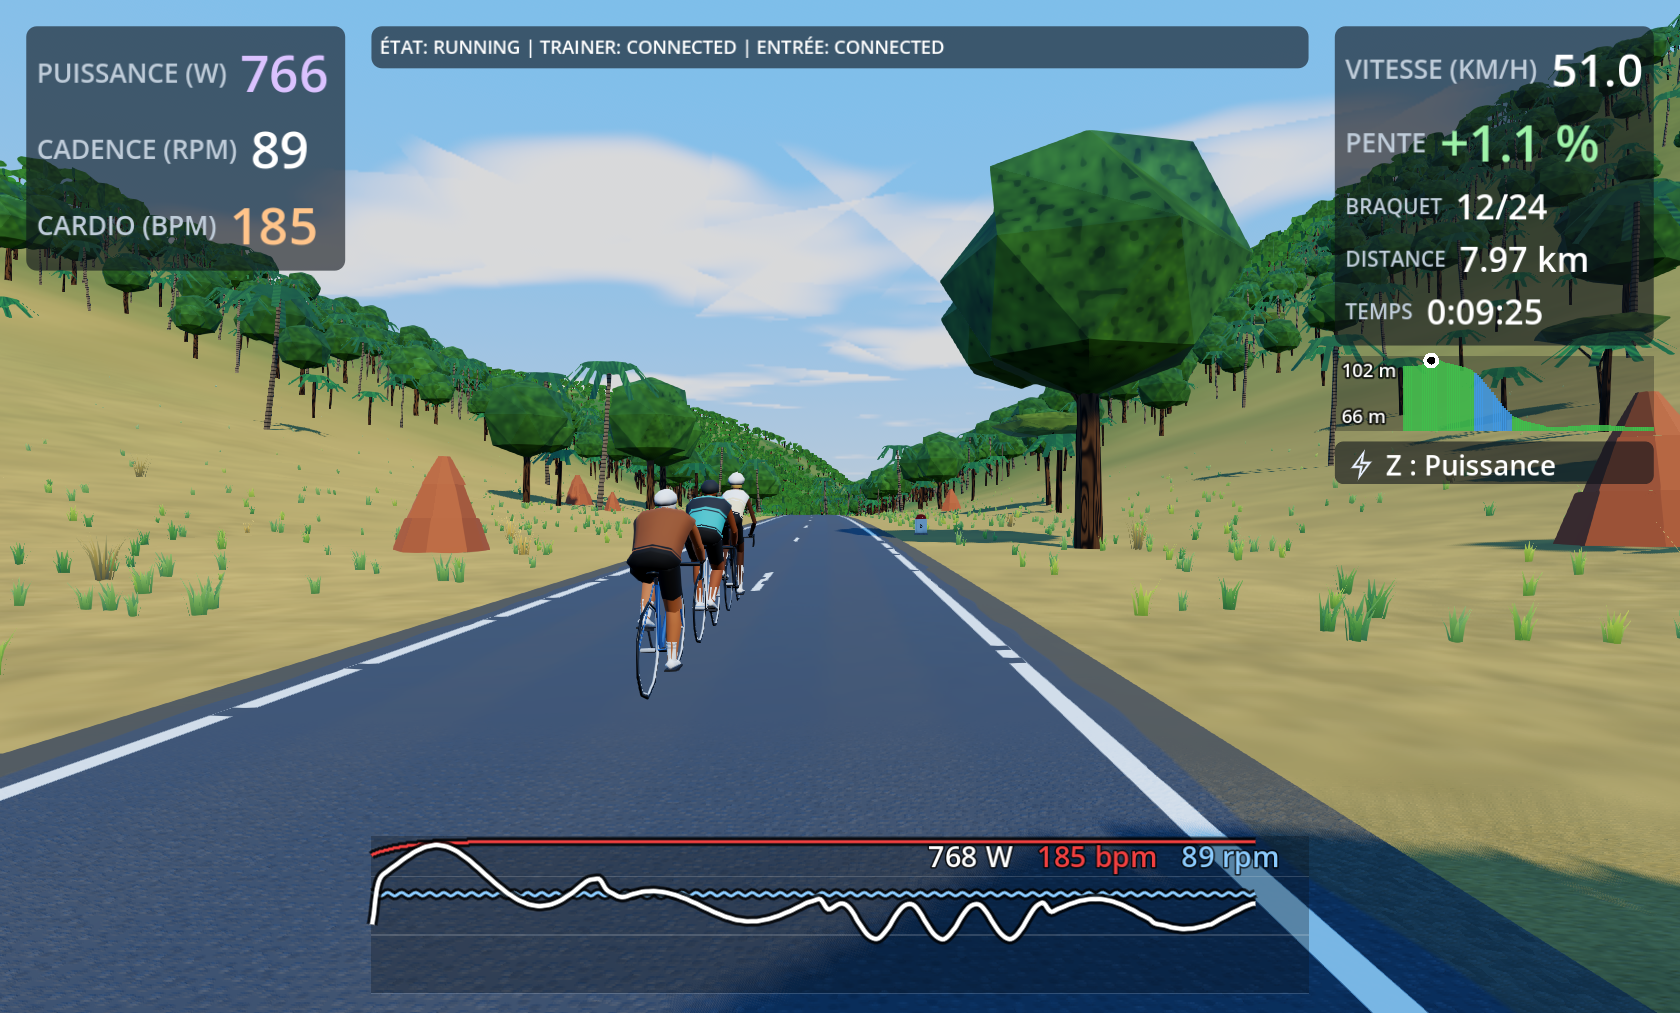 PUISSANCE (W) 766
CADENCE (RPM) 89
CARDIO (BPM) 185
ÉTAT: RUNNING | TRAINER: CONNECTED | ENTRÉE: CONNECTED
VITESSE (KM/H) 51.0
PENTE +1.1 %
BRAQUET 12/24
DISTANCE 7.97 km
TEMPS 0:09:25
102 m
66 m
Z : Puissance
768 W 185 bpm 89 rpm